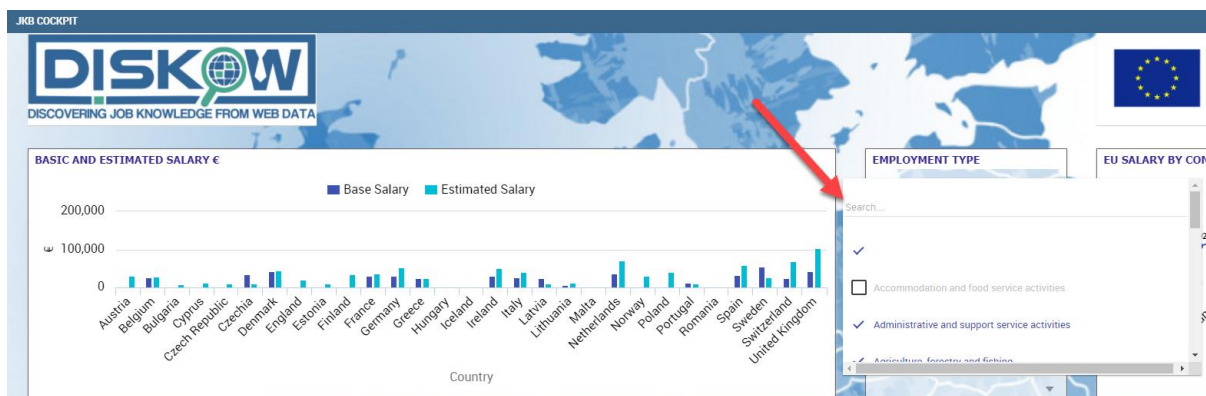 JKB COCKPIT
DISKOW
DISCOVERING JOB KNOWLEDGE FROM WEB DATA
BASIC AND ESTIMATED SALARY €
Base Salary Estimated Salary
200,000
100,000
0
€
Austria
Belgium
Bulgaria
Cyprus
Czech Republic
Czechia
Denmark
England
Estonia
Finland
France
Germany
Greece
Hungary
Iceland
Ireland
Italy
Latvia
Lithuania
Malta
Netherlands
Norway
Poland
Portugal
Romania
Spain
Sweden
Switzerland
United Kingdom
Country
EMPLOYMENT TYPE
Search...
Accommodation and food service activities
Administrative and support service activities
Agriculture, forestry and fishing
EU SALARY BY CON